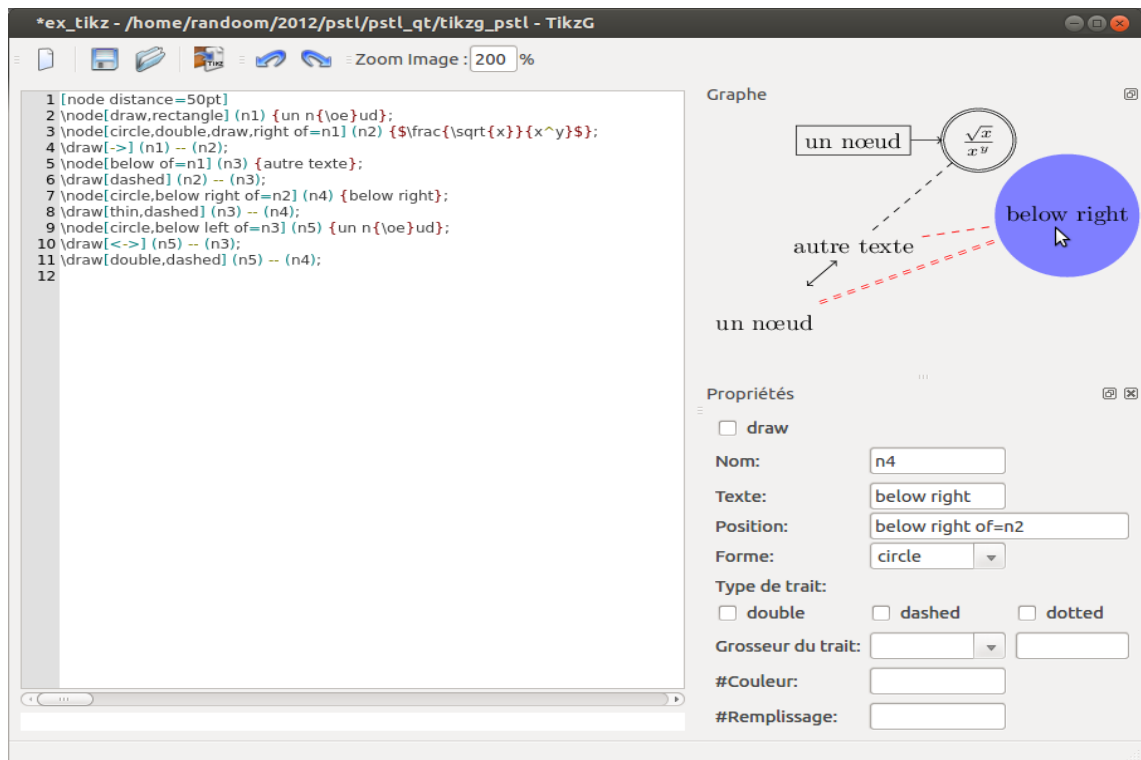 *ex_tikz - /home/randoom/2012/pstl/pstl_qt/tikzg_pstl - TikzG
TikZ
Zoom Image : 200 %
1 [node distance=50pt]
2 \node[draw,rectangle] (n1) {un n{\oe}ud};
3 \node[circle,double,draw,right of=n1] (n2) {$\frac{\sqrt{x}}{x^y}$};
4 \draw[->] (n1) -- (n2);
5 \node[below of=n1] (n3) {autre texte};
6 \draw[dashed] (n2) -- (n3);
7 \node[circle,below right of=n2] (n4) {below right};
8 \draw[thin,dashed] (n3) -- (n4);
9 \node[circle,below left of=n3] (n5) {un n{\oe}ud};
10 \draw[<->] (n5) -- (n3);
11 \draw[double,dashed] (n5) -- (n4);
12
Graphe
un nœud
√x
x y
below right
autre texte
un nœud
Propriétés
draw
Nom: n4
Texte: below right
Position: below right of=n2
Forme: circle
Type de trait:
double dashed dotted
Grosseur du trait:
#Couleur:
#Remplissage: